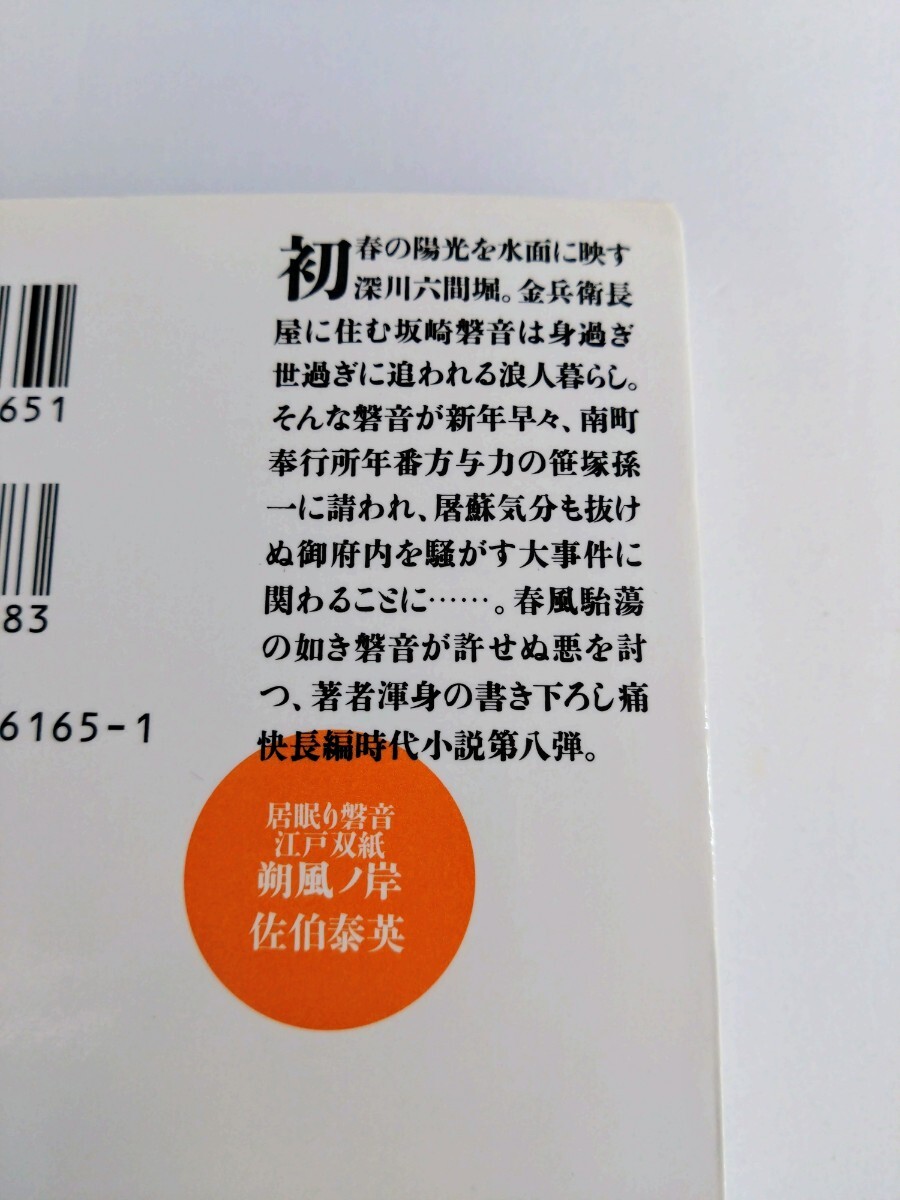 初春の陽光を水面に映す
深川六間堀。金兵衛長
屋に住む坂崎磐音は身過ぎ
世過ぎに追われる浪人暮らし。
そんな磐音が新年早々、南町
奉行所年番方与力の笹塚孫
一に請われ、屠蘇気分も抜け
ぬ御府内を騒がす大事件に
関わることに……。春風駘蕩
の如き磐音が許せぬ悪を討
つ、著者渾身の書き下ろし痛
快長編時代小説第八弾。
651
83
6165-1
居眠り磐音
江戸双紙
朔風ノ岸
佐伯泰英